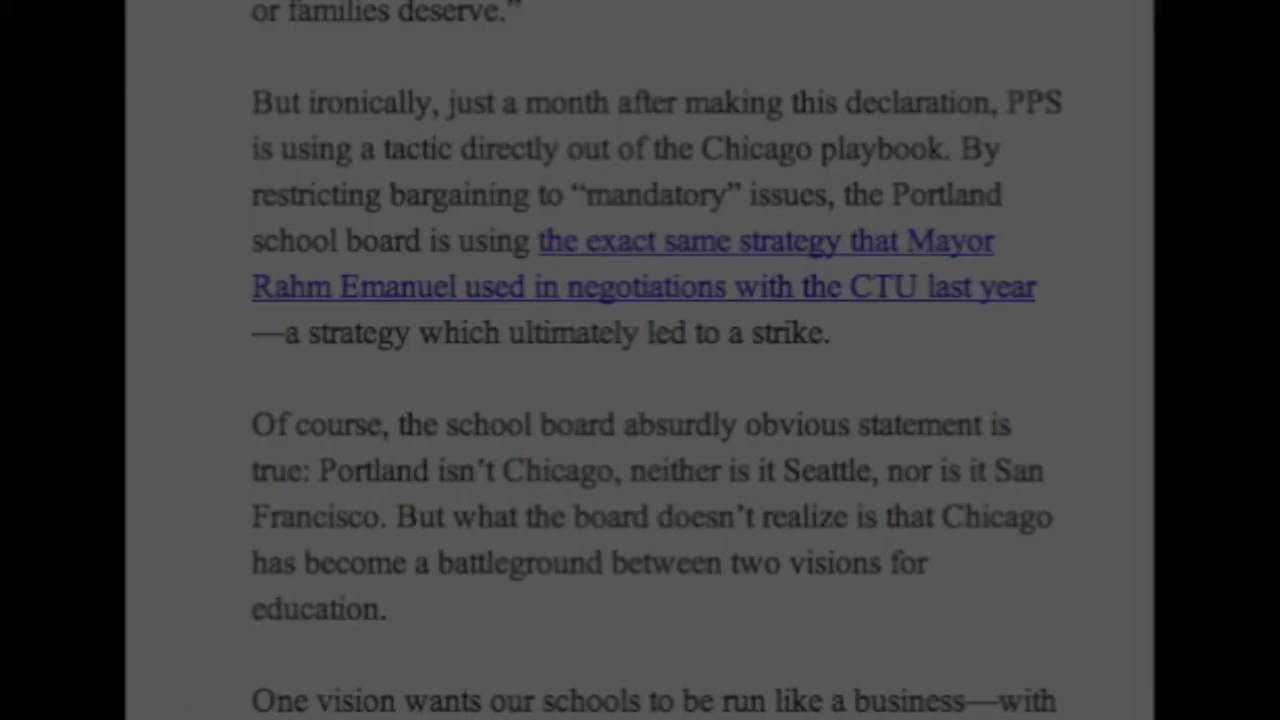 or families deserve.”
But ironically, just a month after making this declaration, PPS
is using a tactic directly out of the Chicago playbook. By
restricting bargaining to “mandatory” issues, the Portland
school board is using the exact same strategy that Mayor
Rahm Emanuel used in negotiations with the CTU last year
—a strategy which ultimately led to a strike.
Of course, the school board absurdly obvious statement is
true: Portland isn’t Chicago, neither is it Seattle, nor is it San
Francisco. But what the board doesn’t realize is that Chicago
has become a battleground between two visions for
education.
One vision wants our schools to be run like a business—with